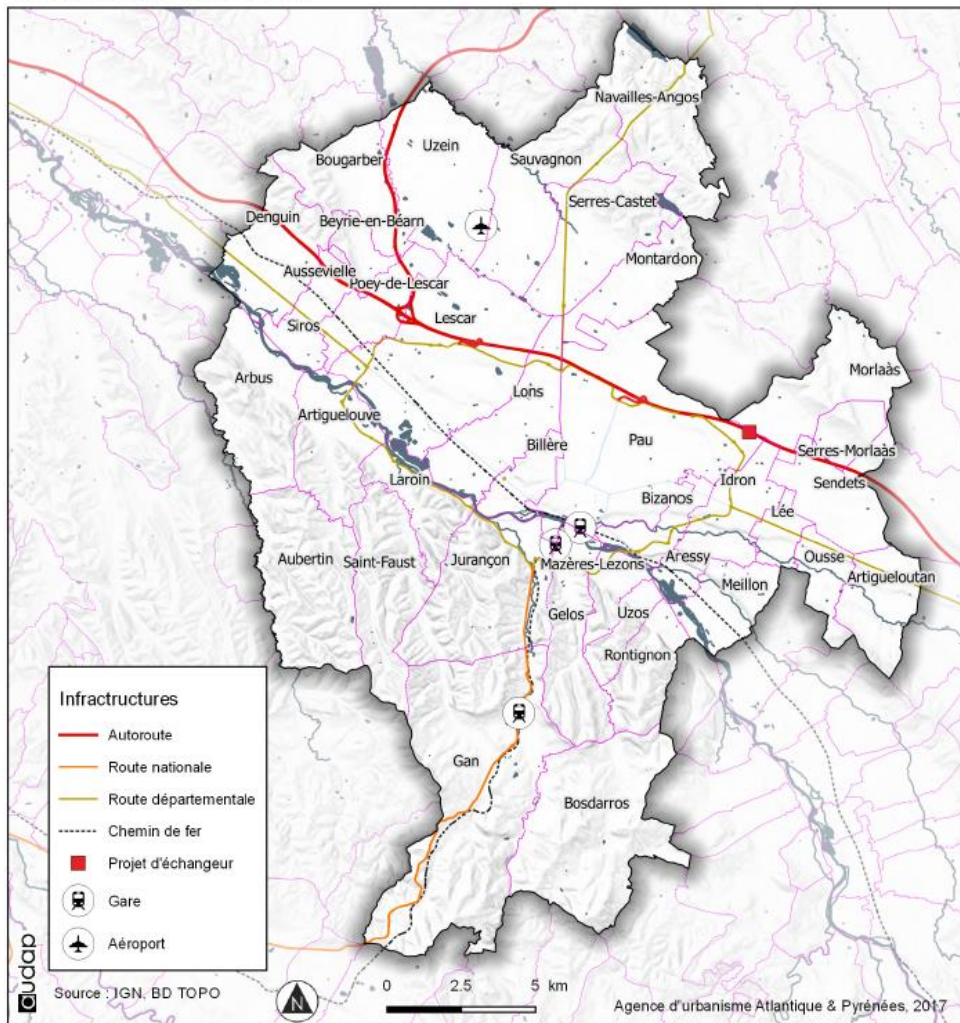 Navailles-Angos
Uzein
Bougarber
Sauvagnon
Serres-Castet
Denguin
Beyrie-en-Béarn
Montardon
Aussevielle
Poey-de-Lescar
Siros
Lescar
Morlaàs
Arbus
Lons
Artiguelouve
Billère
Pau
Serres-Morlaàs
Laroin
Idron
Sendets
Bizanos
Lée
Aubertin
Saint-Faust
Jurançon
Mazères-Lezons
Aressy
Ousse
Meillon
Artigueloutan
Gelos
Uzos
Rontignon
Gan
Bosdarros
Infractructures
Autoroute
Route nationale
Route départementale
Chemin de fer
Projet d'échangeur
Gare
Aéroport
audap
Source : IGN, BD TOPO
N
0 2.5 5 km
Agence d'urbanisme Atlantique & Pyrénées, 2017